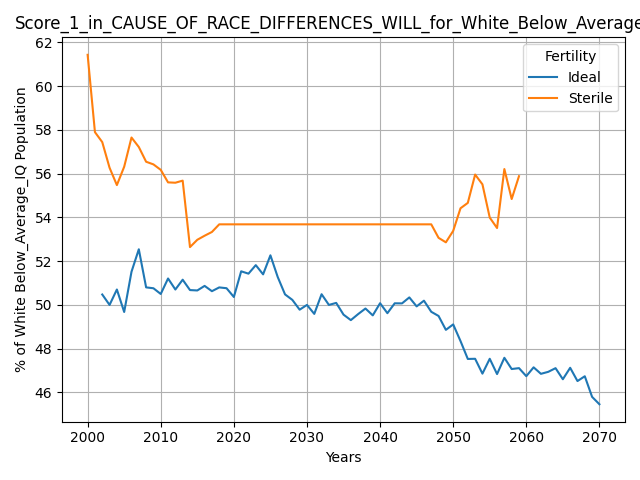 Score_1_in_CAUSE_OF_RACE_DIFFERENCES_WILL_for_White_Below_Average
Fertility
Ideal
Sterile
% of White Below_Average_IQ Population
62
60
58
56
54
52
50
48
46
2000
2010
2020
2030
2040
2050
2060
2070
Years